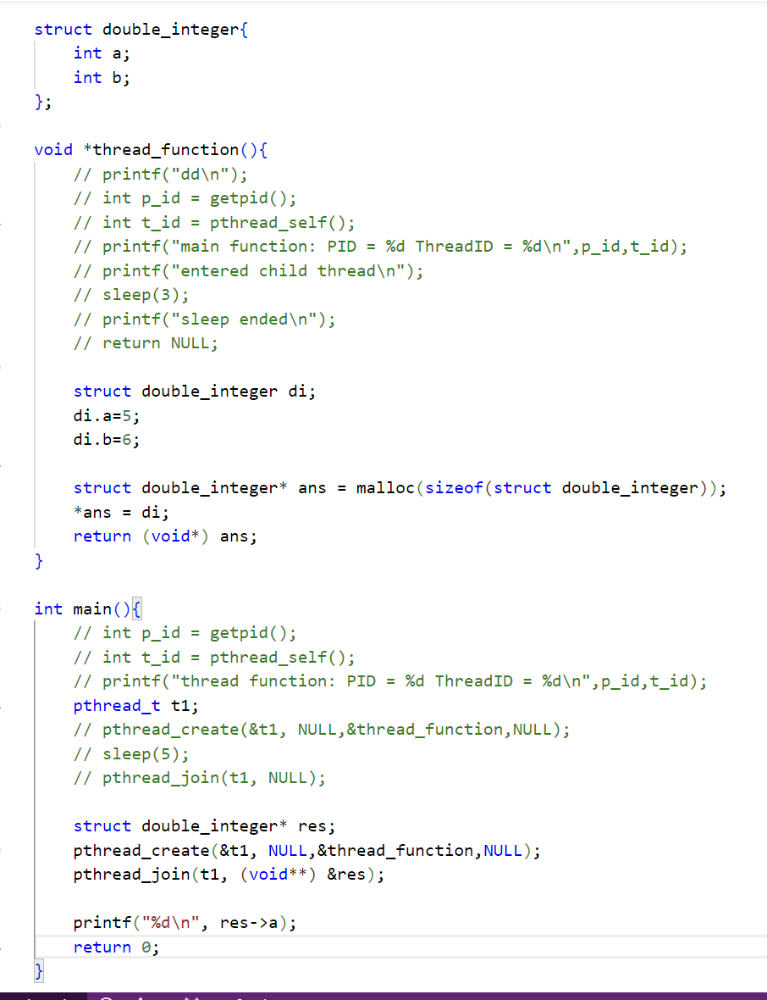 struct double_integer{
    int a;
    int b;
};

void *thread_function(){
    // printf("dd\n");
    // int p_id = getpid();
    // int t_id = pthread_self();
    // printf("main function: PID = %d ThreadID = %d\n",p_id,t_id);
    // printf("entered child thread\n");
    // sleep(3);
    // printf("sleep ended\n");
    // return NULL;

    struct double_integer di;
    di.a=5;
    di.b=6;

    struct double_integer* ans = malloc(sizeof(struct double_integer));
    *ans = di;
    return (void*) ans;
}

int main(){
    // int p_id = getpid();
    // int t_id = pthread_self();
    // printf("thread function: PID = %d ThreadID = %d\n",p_id,t_id);
    pthread_t t1;
    // pthread_create(&t1, NULL,&thread_function,NULL);
    // sleep(5);
    // pthread_join(t1, NULL);

    struct double_integer* res;
    pthread_create(&t1, NULL,&thread_function,NULL);
    pthread_join(t1, (void**) &res);

    printf("%d\n", res->a);
    return 0;
}